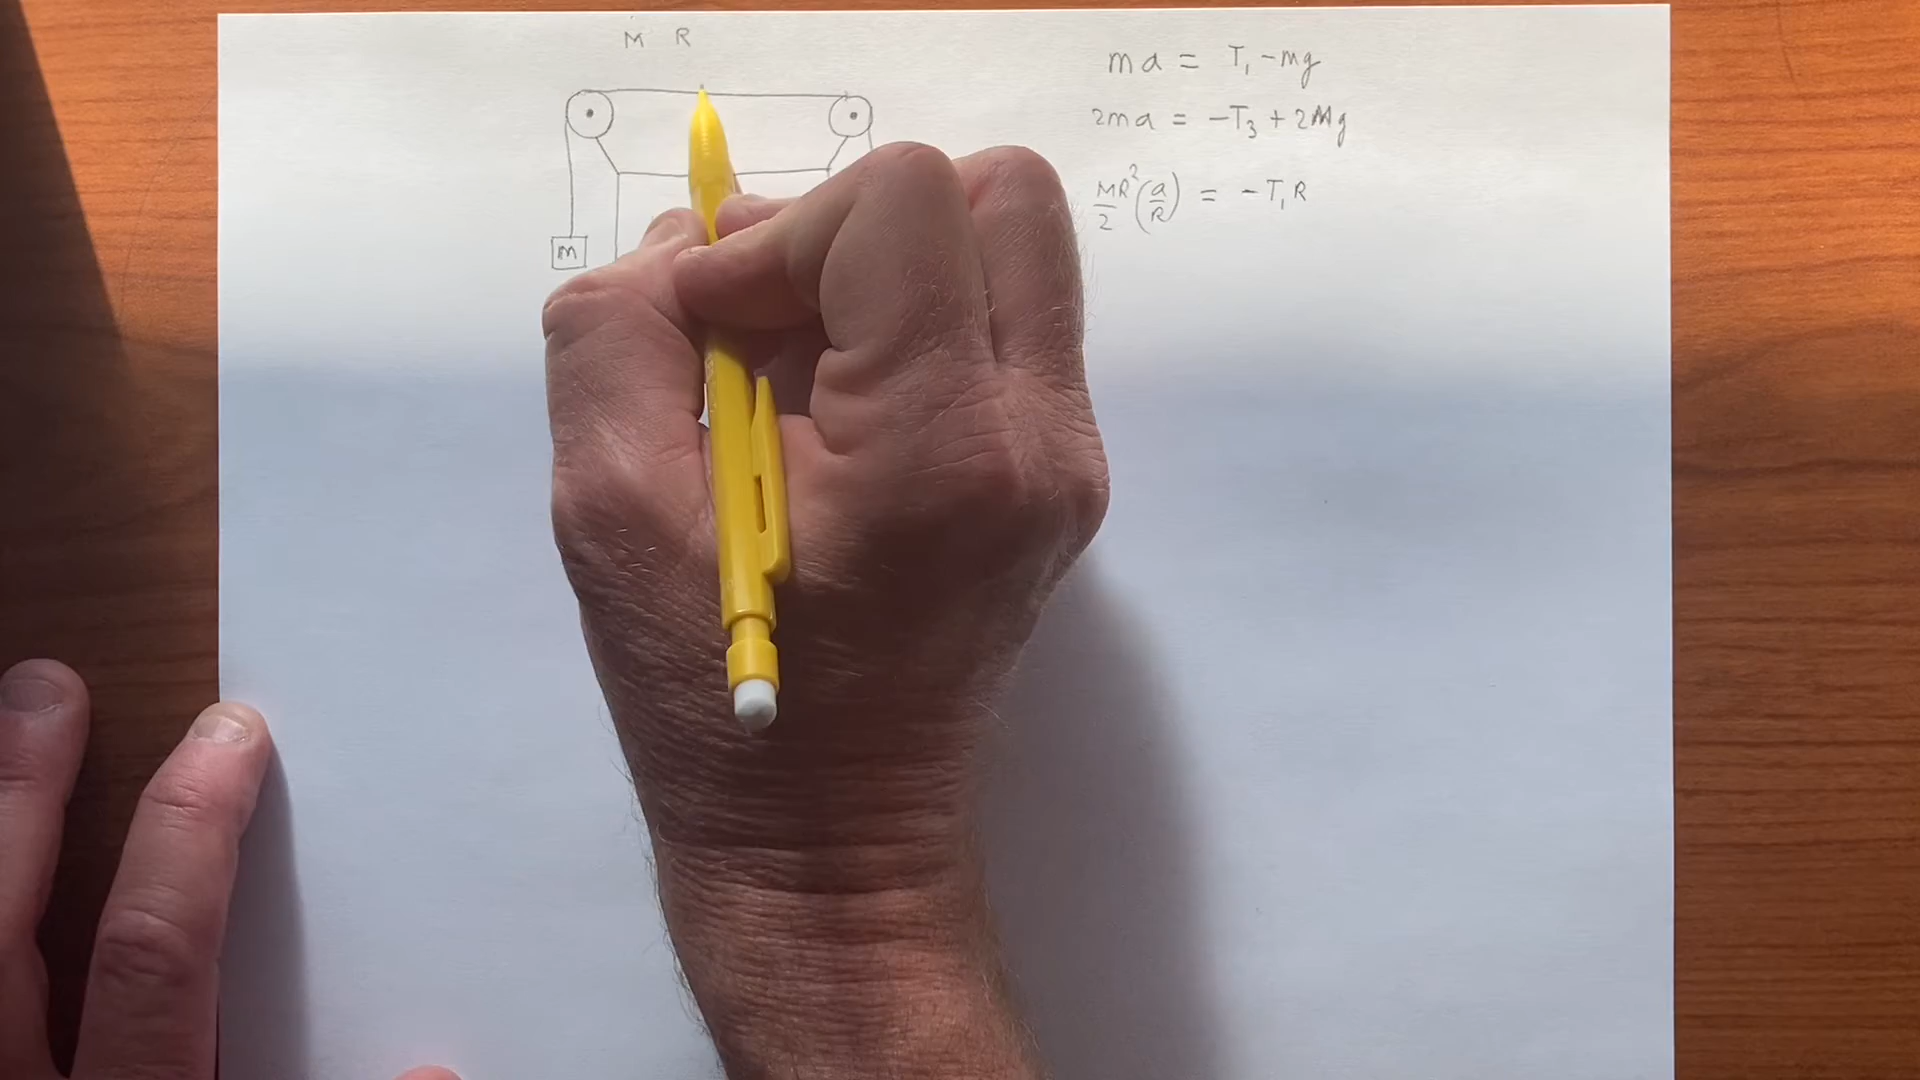 M R
m
ma = T₁ - mg
2ma = -T₃ + 2Mg
MR²/2 (a/R) = -T₁R